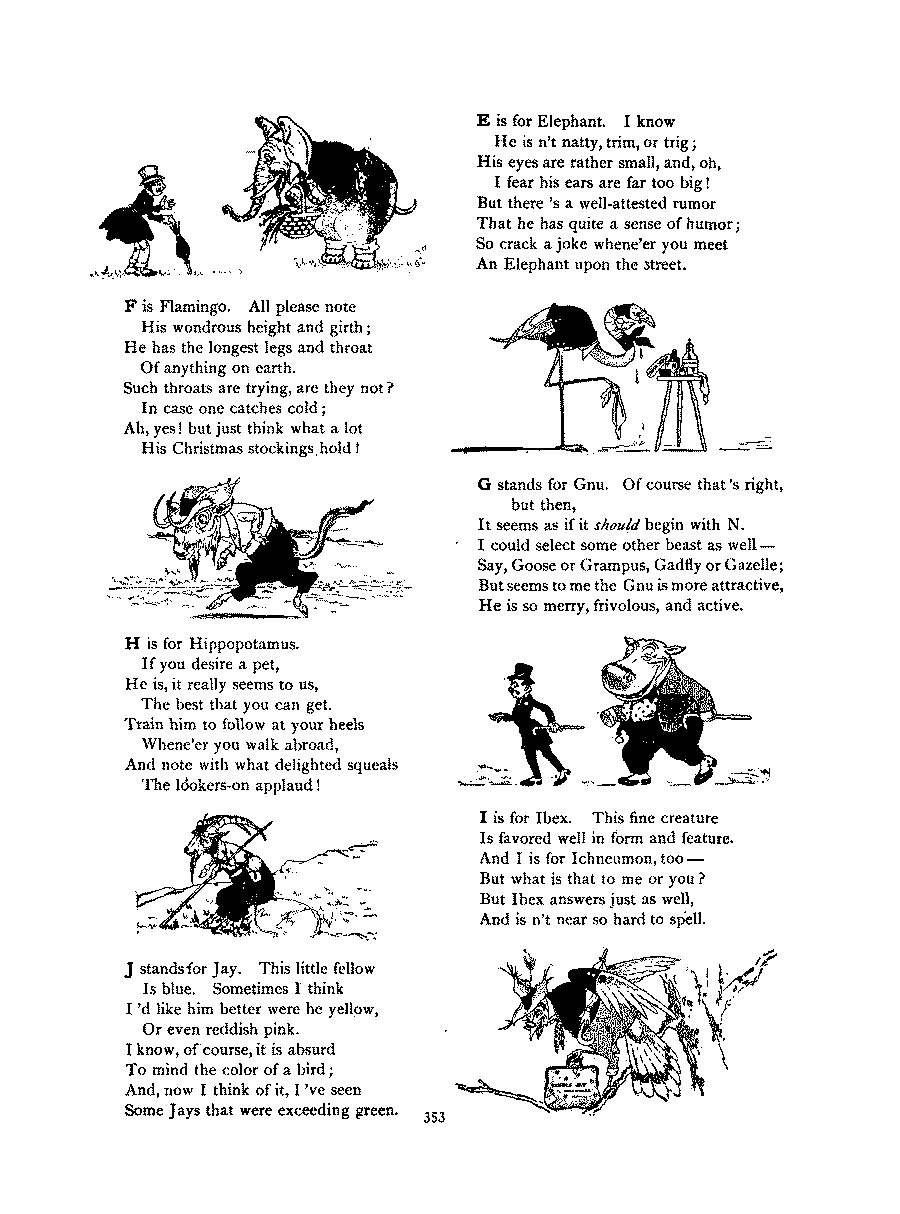 E is for Elephant. I know
He is n't natty, trim, or trig;
His eyes are rather small, and, oh,
I fear his ears are far too big!
But there 's a well-attested rumor
That he has quite a sense of humor;
So crack a joke whene'er you meet
An Elephant upon the street.
F is Flamingo. All please note
His wondrous height and girth;
He has the longest legs and throat
Of anything on earth.
Such throats are trying, are they not?
In case one catches cold;
Ah, yes! but just think what a lot
His Christmas stockings hold!
G stands for Gnu. Of course that 's right,
but then,
It seems as if it should begin with N.
I could select some other beast as well—
Say, Goose or Grampus, Gadfly or Gazelle;
But seems to me the Gnu is more attractive,
He is so merry, frivolous, and active.
H is for Hippopotamus.
If you desire a pet,
He is, it really seems to us,
The best that you can get.
Train him to follow at your heels
Whene'er you walk abroad,
And note with what delighted squeals
The lookers-on applaud!
I is for Ibex. This fine creature
Is favored well in form and feature.
And I is for Ichneumon, too—
But what is that to me or you?
But Ibex answers just as well,
And is n't near so hard to spell.
J stands for Jay. This little fellow
Is blue. Sometimes I think
I 'd like him better were he yellow,
Or even reddish pink.
I know, of course, it is absurd
To mind the color of a bird;
And, now I think of it, I 've seen
Some Jays that were exceeding green.
353